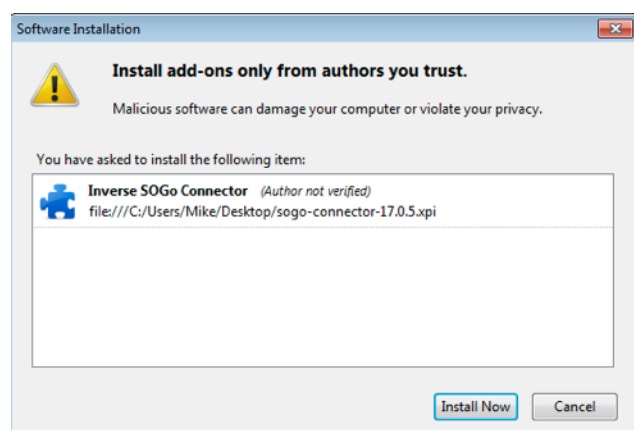 Software Installation
Install add-ons only from authors you trust.
Malicious software can damage your computer or violate your privacy.
You have asked to install the following item:
Inverse SOGo Connector (Author not verified)
file:///C:/Users/Mike/Desktop/sogo-connector-17.0.5.xpi
Install Now Cancel